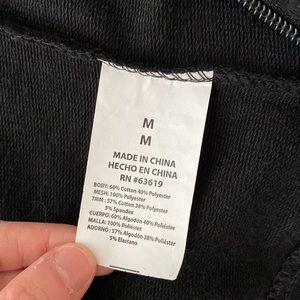 M
M
MADE IN CHINA
HECHO EN CHINA
RN #63619
BODY: 60% Cotton 40% Polyester
MESH: 100% Polyester
TRIM : 57% Cotton 38% Polyester
5% Spandex
CUERPO: 60% Algodón 40% Poliéster
MALLA: 100% Poliéster
ADORNO : 57% Algodón 38% Poliéster
5% Elastano